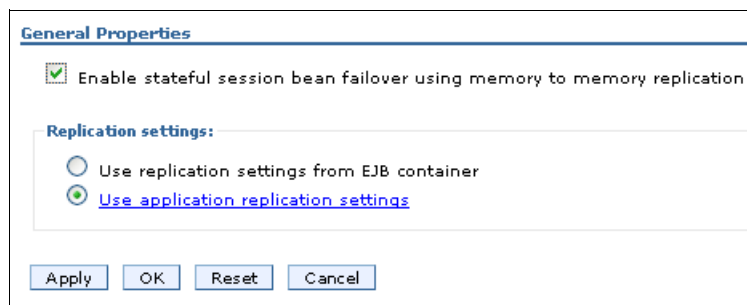 General Properties
Enable stateful session bean failover using memory to memory replication
Replication settings:
Use replication settings from EJB container
Use application replication settings
Apply OK Reset Cancel